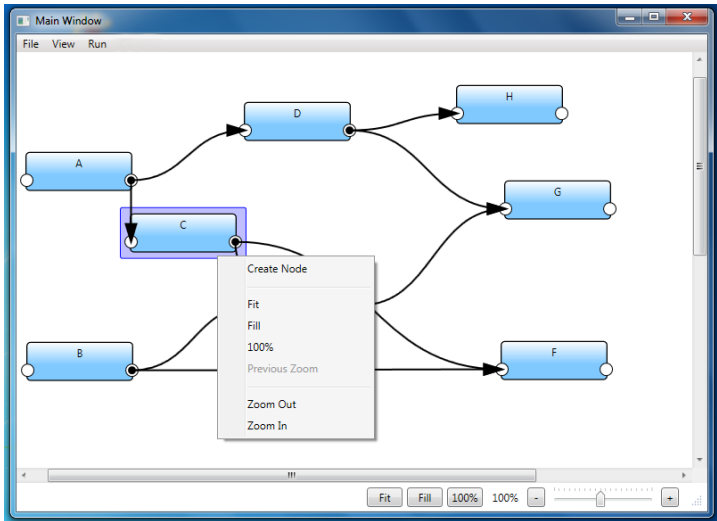 Main Window
File View Run
H
D
A
G
C
Create Node
Fit
Fill
100%
Previous Zoom
Zoom Out
Zoom In
B
F
Fit Fill 100% 100% - +